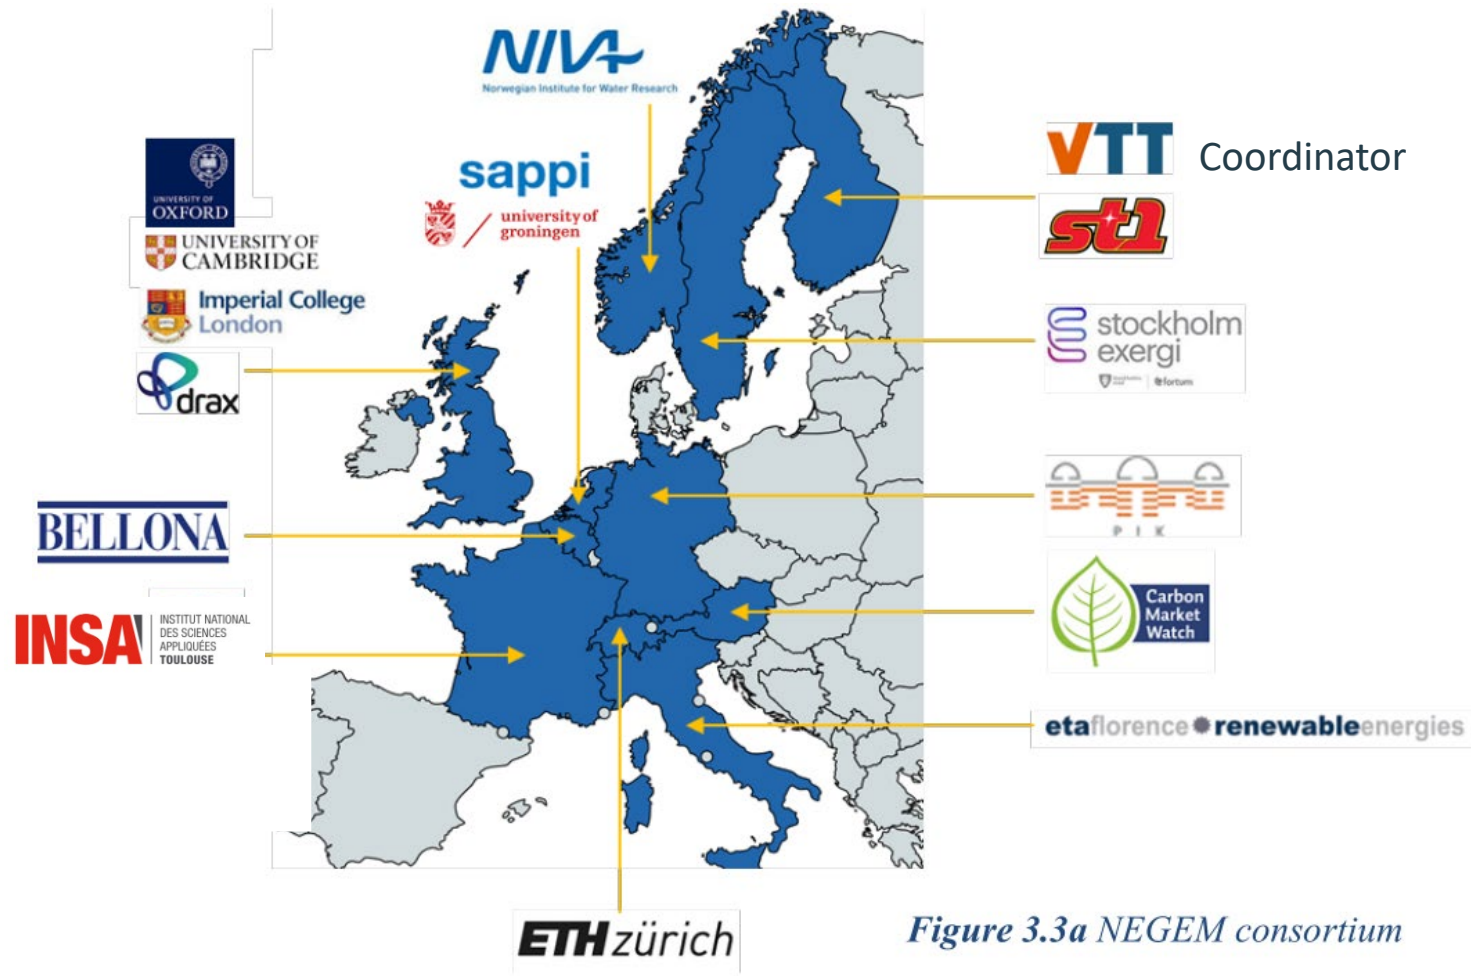 NIVA
Norwegian Institute for Water Research
UNIVERSITY OF
OXFORD
UNIVERSITY OF
CAMBRIDGE
Imperial College
London
drax
sappi
university of
groningen
VTT
Coordinator
st1
stockholm
exergi
fortum
BELLONA
PIK
INSA
INSTITUT NATIONAL
DES SCIENCES
APPLIQUÉES
TOULOUSE
Carbon
Market
Watch
etaflorence renewableenergies
ETH zürich
Figure 3.3a NEGEM consortium